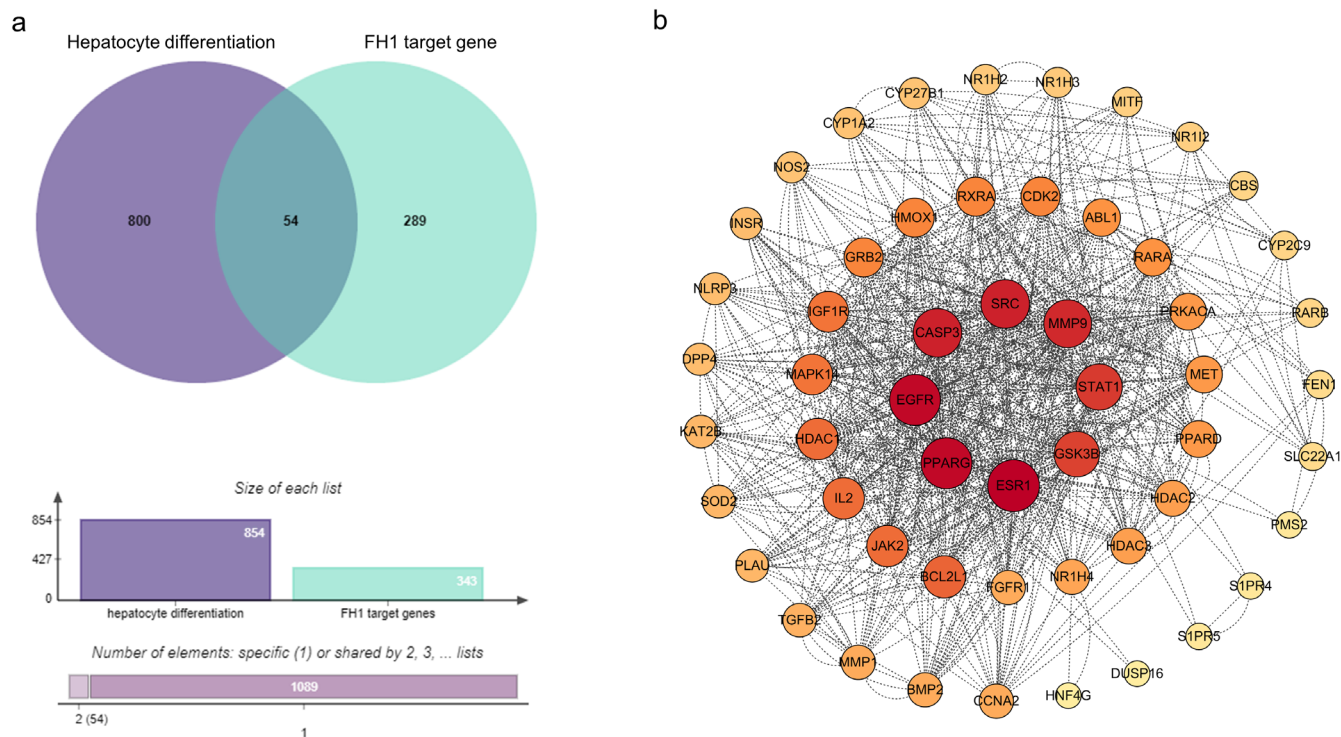 a
Hepatocyte differentiation
FH1 target gene
800
54
289
Size of each list
854
427
0
854
343
hepatocyte differentiation
FH1 target genes
Number of elements: specific (1) or shared by 2, 3, ... lists
1089
2 (54)
1
b
NR1H2
NR1H3
CYP27B1
MITF
CYP1A2
NR1I2
NOS2
CBS
RXRA
CDK2
HMOX1
ABL1
INSR
CYP2C9
GRB2
RARA
NLRP3
SRC
IGF1R
PRKACA
RARB
MMP9
CASP3
DPP4
MAPK14
MET
STAT1
FEN1
EGFR
KAT2B
HDAC1
PPARD
GSK3B
SLC22A1
PPARG
ESR1
SOD2
IL2
HDAC2
PMS2
JAK2
HDAC3
PLAU
BCL2L1
FGFR1
NR1H4
S1PR4
TGFB2
S1PR5
MMP1
DUSP16
BMP2
CCNA2
HNF4G